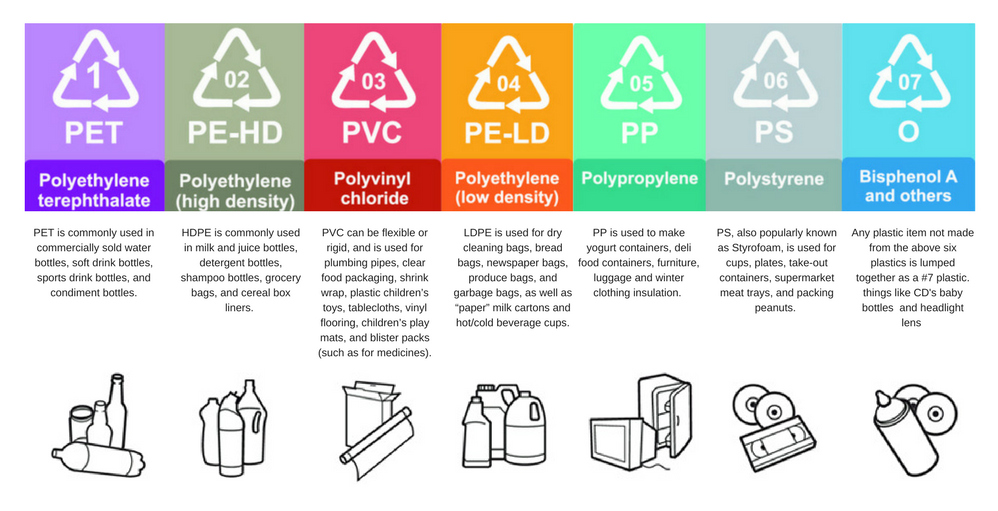 1
PET
Polyethylene
terephthalate
PET is commonly used in
commercially sold water
bottles, soft drink bottles,
sports drink bottles, and
condiment bottles.
02
PE-HD
Polyethylene
(high density)
HDPE is commonly used
in milk and juice bottles,
detergent bottles,
shampoo bottles, grocery
bags, and cereal box
liners.
03
PVC
Polyvinyl
chloride
PVC can be flexible or
rigid, and is used for
plumbing pipes, clear
food packaging, shrink
wrap, plastic children’s
toys, tablecloths, vinyl
flooring, children’s play
mats, and blister packs
(such as for medicines).
04
PE-LD
Polyethylene
(low density)
LDPE is used for dry
cleaning bags, bread
bags, newspaper bags,
produce bags, and
garbage bags, as well as
“paper” milk cartons and
hot/cold beverage cups.
05
PP
Polypropylene
PP is used to make
yogurt containers, deli
food containers, furniture,
luggage and winter
clothing insulation.
06
PS
Polystyrene
PS, also popularly known
as Styrofoam, is used for
cups, plates, take-out
containers, supermarket
meat trays, and packing
peanuts.
07
O
Bisphenol A
and others
Any plastic item not made
from the above six
plastics is lumped
together as a #7 plastic.
things like CD's baby
bottles and headlight
lens